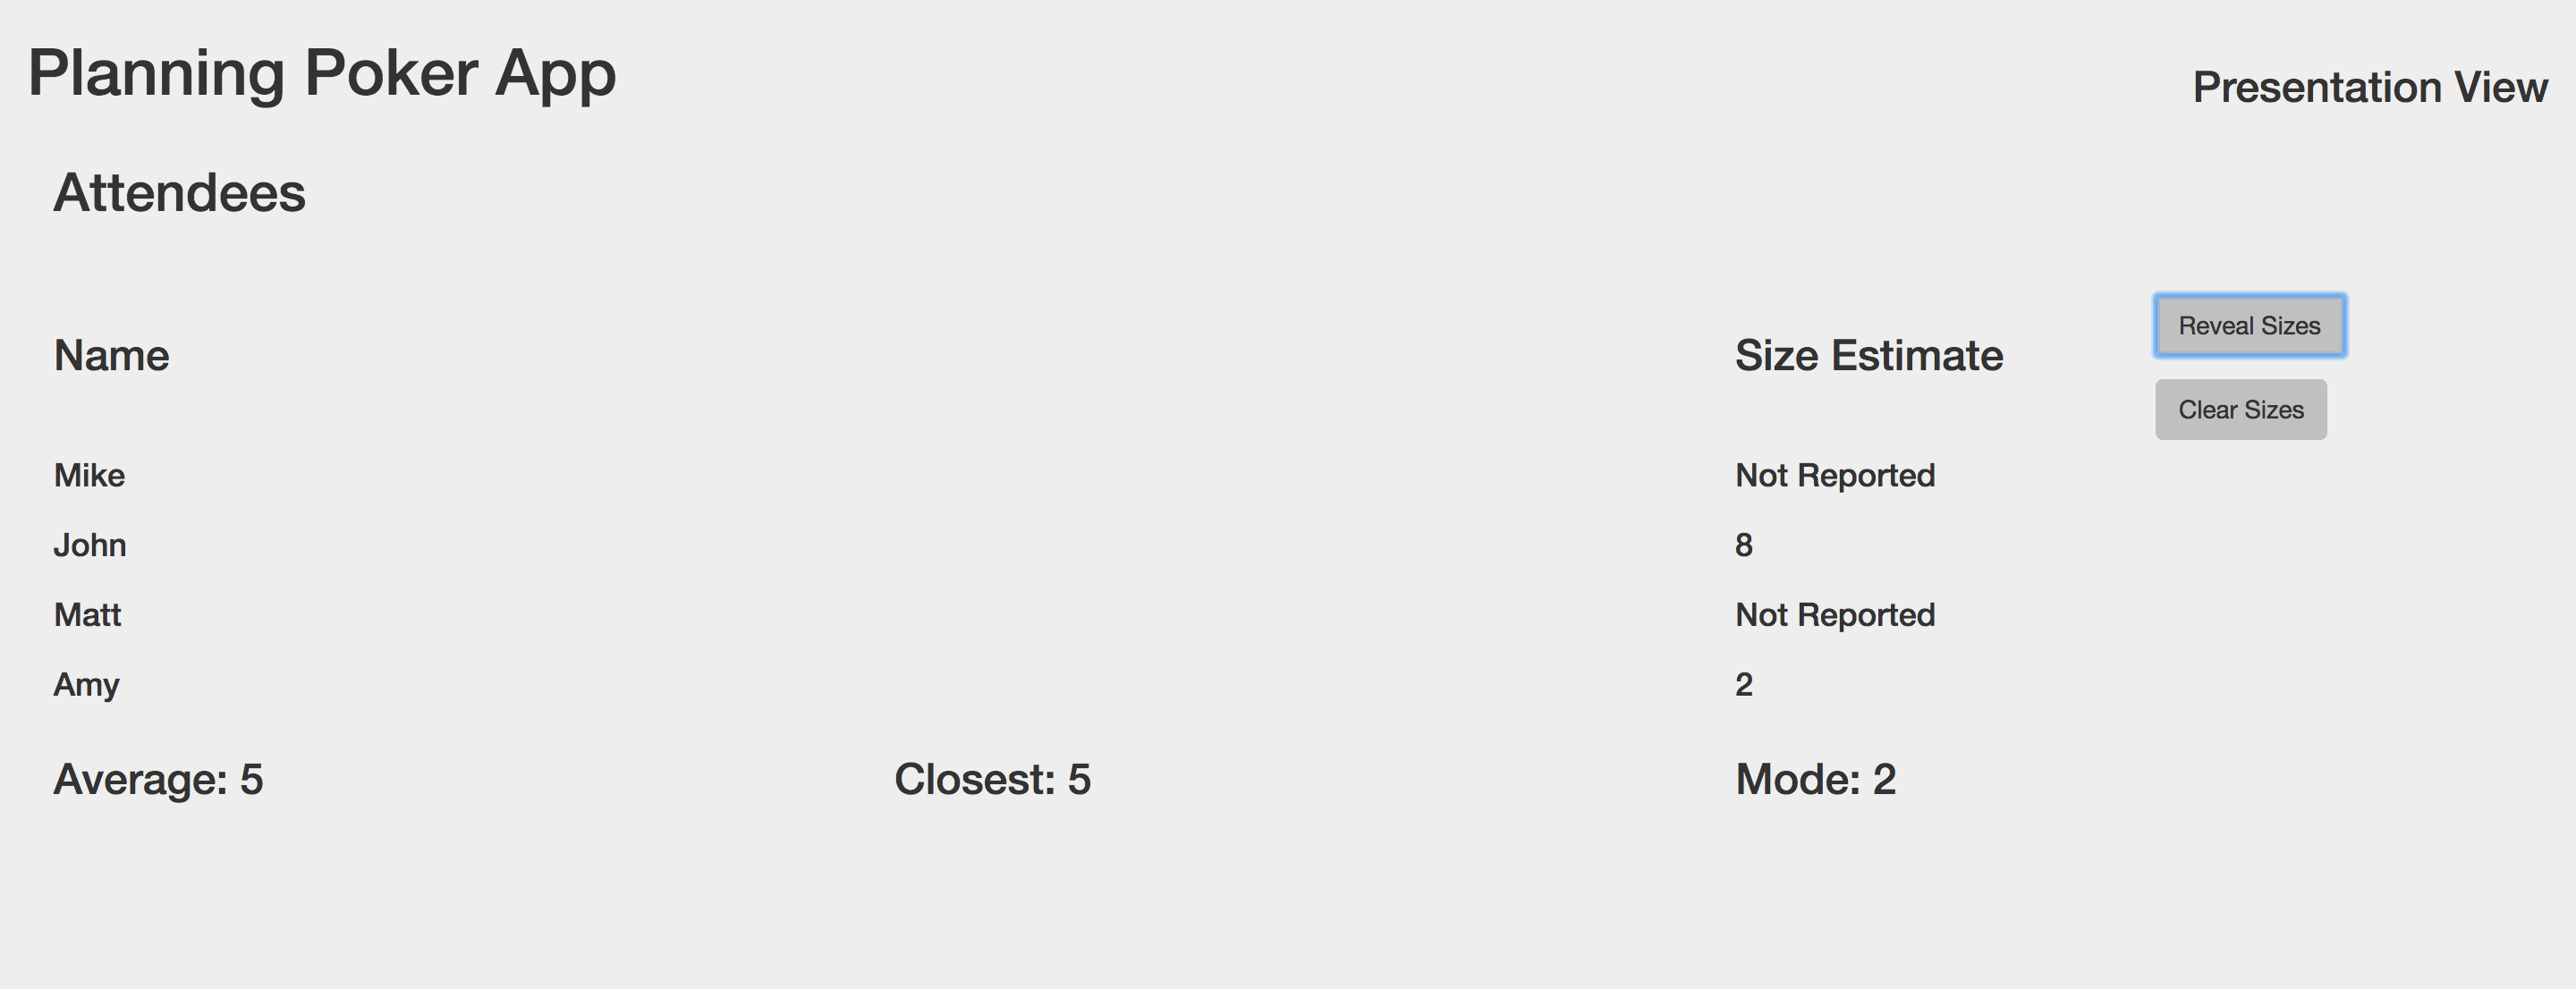 Planning Poker App
Presentation View
Attendees
Name
Size Estimate
Reveal Sizes
Clear Sizes
Mike
Not Reported
John
8
Matt
Not Reported
Amy
2
Average: 5
Closest: 5
Mode: 2